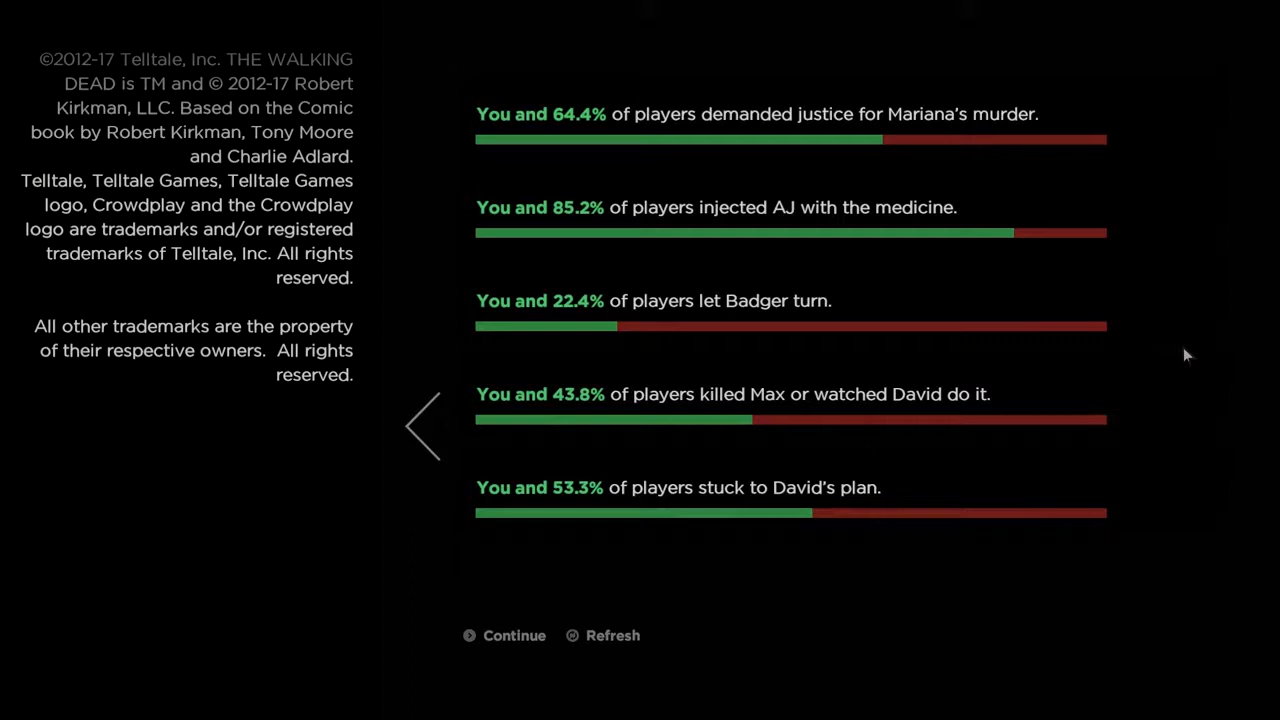 ©2012-17 Telltale, Inc. THE WALKING
DEAD is TM and © 2012-17 Robert
Kirkman, LLC. Based on the Comic
book by Robert Kirkman, Tony Moore
and Charlie Adlard.
Telltale, Telltale Games, Telltale Games
logo, Crowdplay and the Crowdplay
logo are trademarks and/or registered
trademarks of Telltale, Inc. All rights
reserved.
All other trademarks are the property
of their respective owners.  All rights
reserved.
You and 64.4% of players demanded justice for Mariana's murder.
You and 85.2% of players injected AJ with the medicine.
You and 22.4% of players let Badger turn.
You and 43.8% of players killed Max or watched David do it.
You and 53.3% of players stuck to David's plan.
Continue Refresh